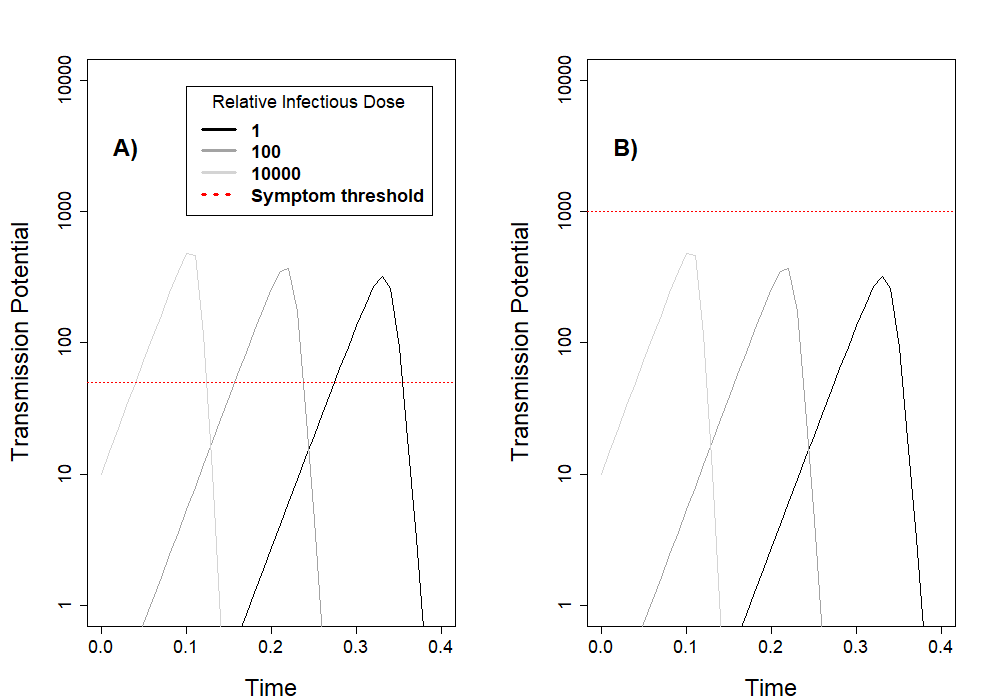 Relative Infectious Dose
1
100
10000
Symptom threshold
A)
Transmission Potential
10000
1000
100
10
1
0.0 0.1 0.2 0.3 0.4
Time
B)
Transmission Potential
10000
1000
100
10
1
0.0 0.1 0.2 0.3 0.4
Time